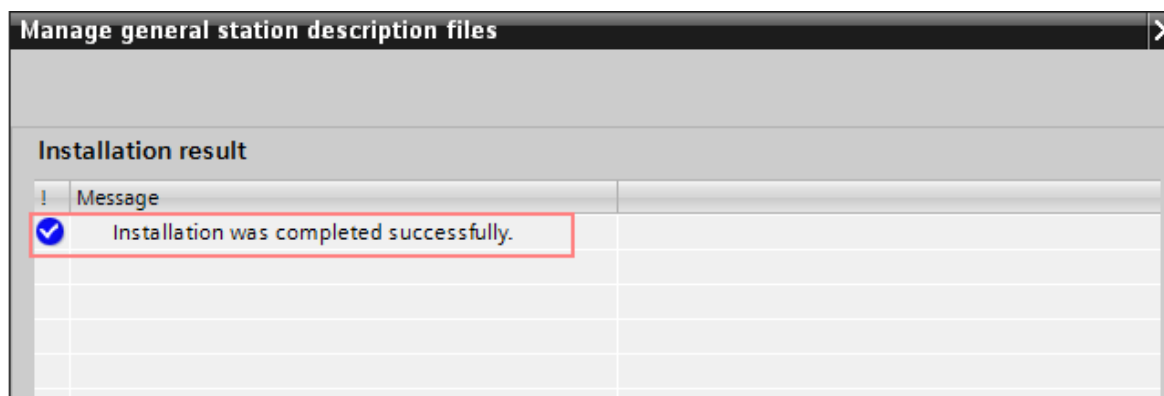 Manage general station description files
Installation result
! Message
Installation was completed successfully.